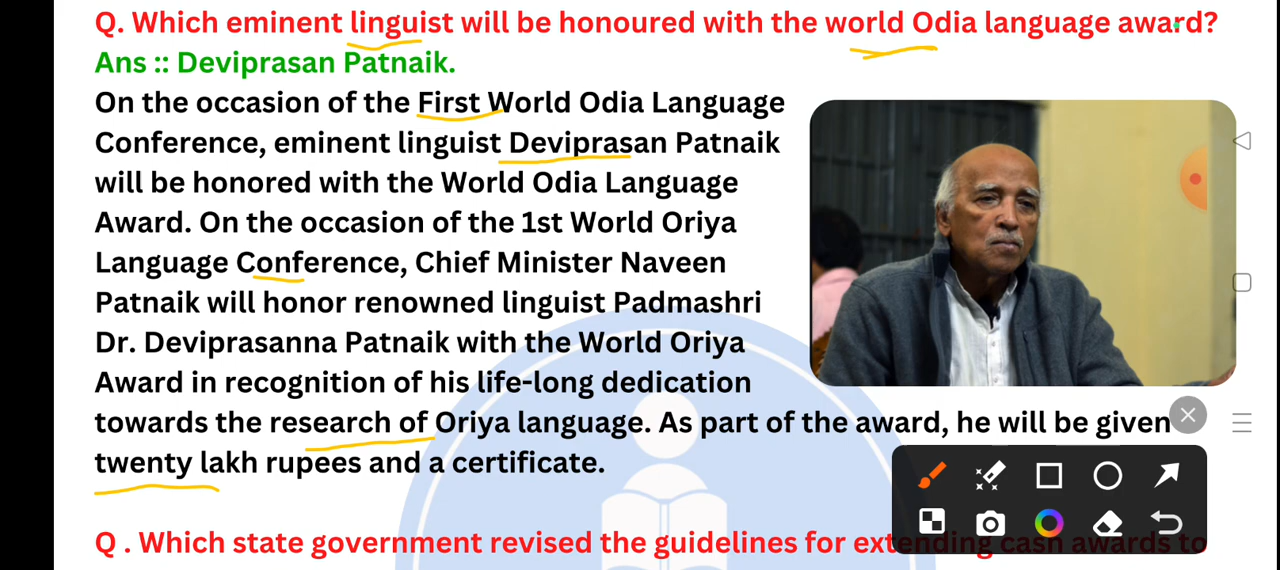 Q. Which eminent linguist will be honoured with the world Odia language award?
Ans :: Deviprasan Patnaik.
On the occasion of the First World Odia Language
Conference, eminent linguist Deviprasan Patnaik
will be honored with the World Odia Language
Award. On the occasion of the 1st World Oriya
Language Conference, Chief Minister Naveen
Patnaik will honor renowned linguist Padmashri
Dr. Deviprasanna Patnaik with the World Oriya
Award in recognition of his life-long dedication
towards the research of Oriya language. As part of the award, he will be given
twenty lakh rupees and a certificate.
Q . Which state government revised the guidelines for extending cash awards to